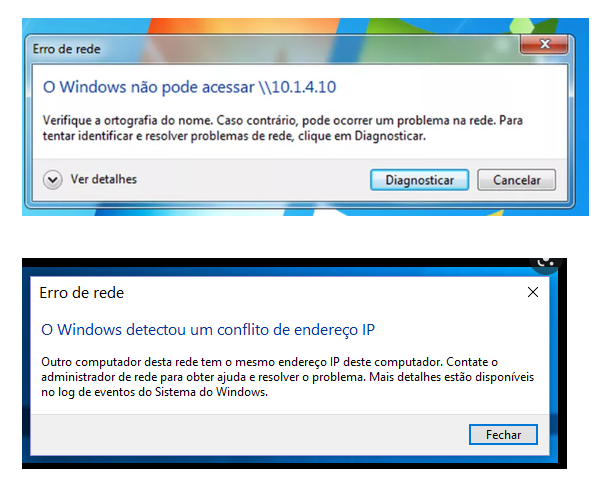 Erro de rede
O Windows não pode acessar \\10.1.4.10
Verifique a ortografia do nome. Caso contrário, pode ocorrer um problema na rede. Para
tentar identificar e resolver problemas de rede, clique em Diagnosticar.
Ver detalhes
Diagnosticar
Cancelar
Erro de rede
O Windows detectou um conflito de endereço IP
Outro computador desta rede tem o mesmo endereço IP deste computador. Contate o
administrador de rede para obter ajuda e resolver o problema. Mais detalhes estão disponíveis
no log de eventos do Sistema do Windows.
Fechar